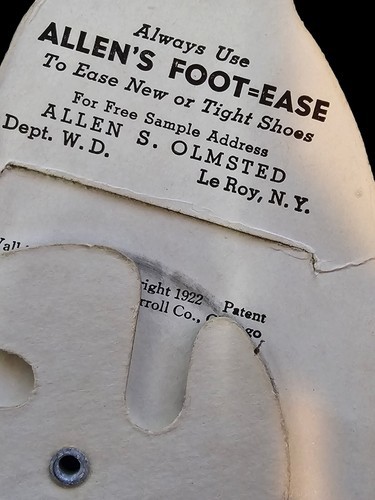 Always Use
ALLEN'S FOOT=EASE
To Ease New or Tight Shoes
For Free Sample Address
ALLEN S. OLMSTED
Dept. W.D.
Le Roy, N.Y.
right 1922 Patent
rroll Co., go